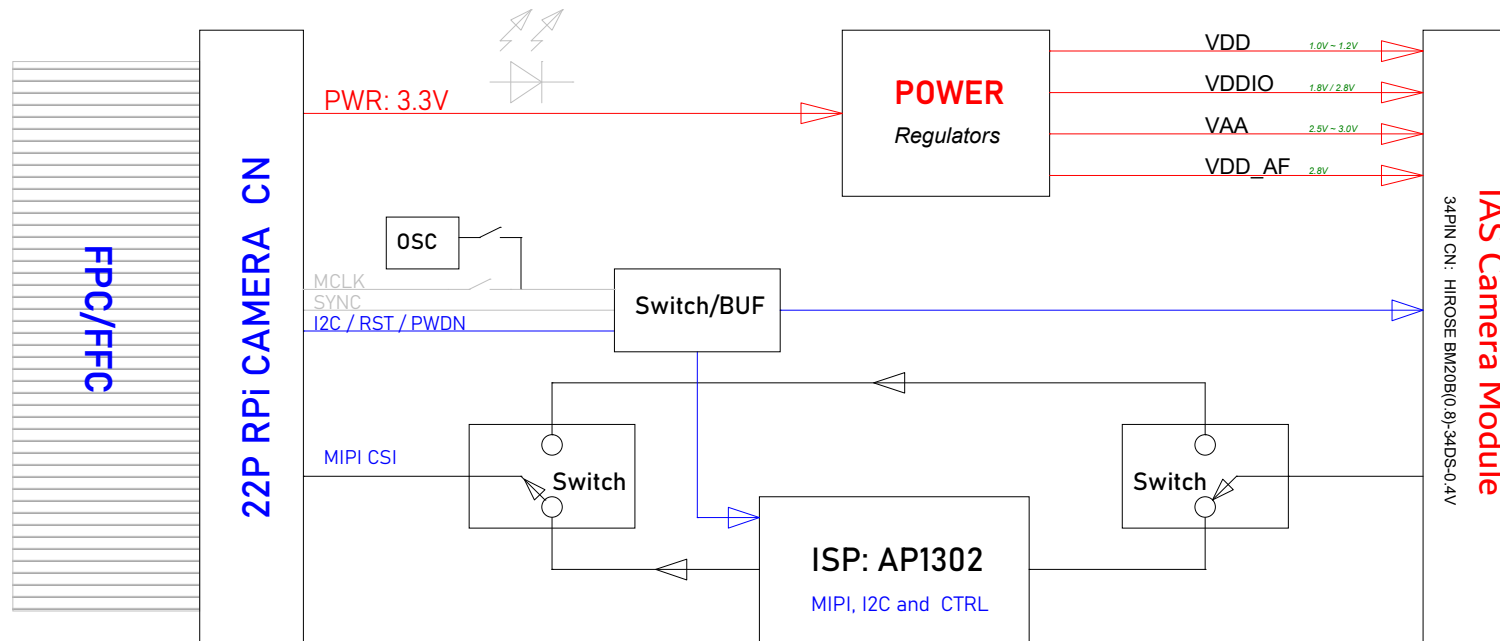 FPC/FFC
22P RPi CAMERA CN
PWR: 3.3V
POWER
Regulators
VDD 1.0V ~ 1.2V
VDDIO 1.8V / 2.8V
VAA 2.5V ~ 3.0V
VDD_AF 2.8V
IAS Camera Module
34PIN CN: HIROSE BM20B(0.8)-34DS-0.4V
OSC
MCLK
SYNC
I2C / RST / PWDN
Switch/BUF
MIPI CSI
Switch
Switch
ISP: AP1302
MIPI, I2C and CTRL